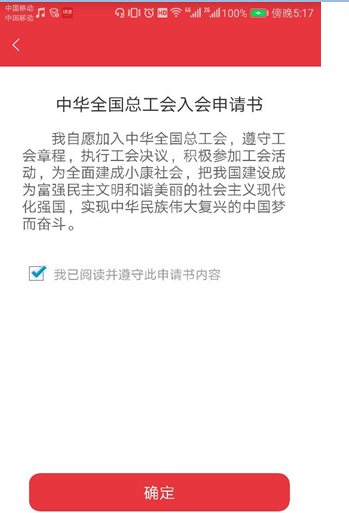 中国移动
中国移动
HD 4G 2G 100% 傍晚5:17
中华全国总工会入会申请书
我自愿加入中华全国总工会，遵守工
会章程，执行工会决议，积极参加工会活
动，为全面建成小康社会，把我国建设成
为富强民主文明和谐美丽的社会主义现代
化强国，实现中华民族伟大复兴的中国梦
而奋斗。
我已阅读并遵守此申请书内容
确定